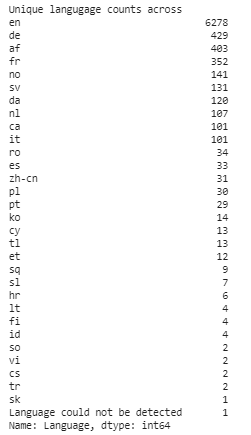 Unique langugage counts across
en 6278
de 429
af 403
fr 352
no 141
sv 131
da 120
nl 107
ca 101
it 101
ro 34
es 33
zh-cn 31
pl 30
pt 29
ko 14
cy 13
tl 13
et 12
sq 9
sl 7
hr 6
lt 4
fi 4
id 4
so 2
vi 2
cs 2
tr 2
sk 1
Language could not be detected 1
Name: Language, dtype: int64